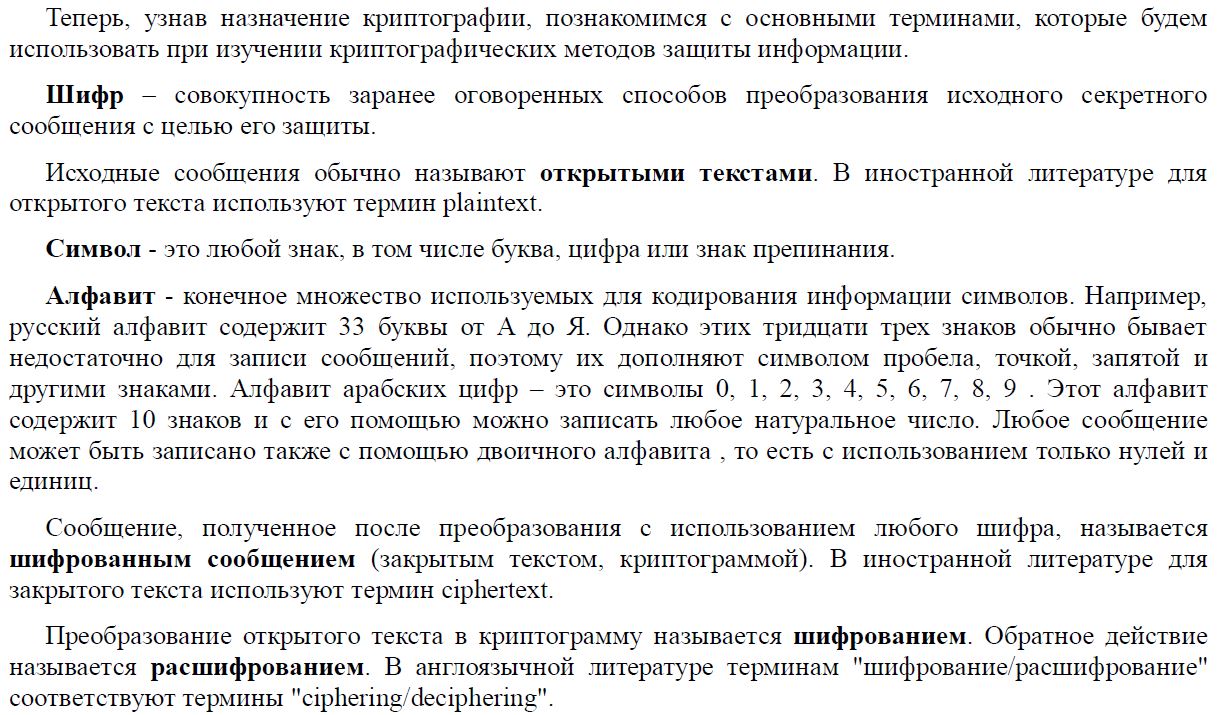 Теперь, узнав назначение криптографии, познакомимся с основными терминами, которые будем
использовать при изучении криптографических методов защиты информации.
Шифр – совокупность заранее оговоренных способов преобразования исходного секретного
сообщения с целью его защиты.
Исходные сообщения обычно называют открытыми текстами. В иностранной литературе для
открытого текста используют термин plaintext.
Символ - это любой знак, в том числе буква, цифра или знак препинания.
Алфавит - конечное множество используемых для кодирования информации символов. Например,
русский алфавит содержит 33 буквы от А до Я. Однако этих тридцати трех знаков обычно бывает
недостаточно для записи сообщений, поэтому их дополняют символом пробела, точкой, запятой и
другими знаками. Алфавит арабских цифр – это символы 0, 1, 2, 3, 4, 5, 6, 7, 8, 9 . Этот алфавит
содержит 10 знаков и с его помощью можно записать любое натуральное число. Любое сообщение
может быть записано также с помощью двоичного алфавита , то есть с использованием только нулей и
единиц.
Сообщение, полученное после преобразования с использованием любого шифра, называется
шифрованным сообщением (закрытым текстом, криптограммой). В иностранной литературе для
закрытого текста используют термин ciphertext.
Преобразование открытого текста в криптограмму называется шифрованием. Обратное действие
называется расшифрованием. В англоязычной литературе терминам "шифрование/расшифрование"
соответствуют термины "ciphering/deciphering".